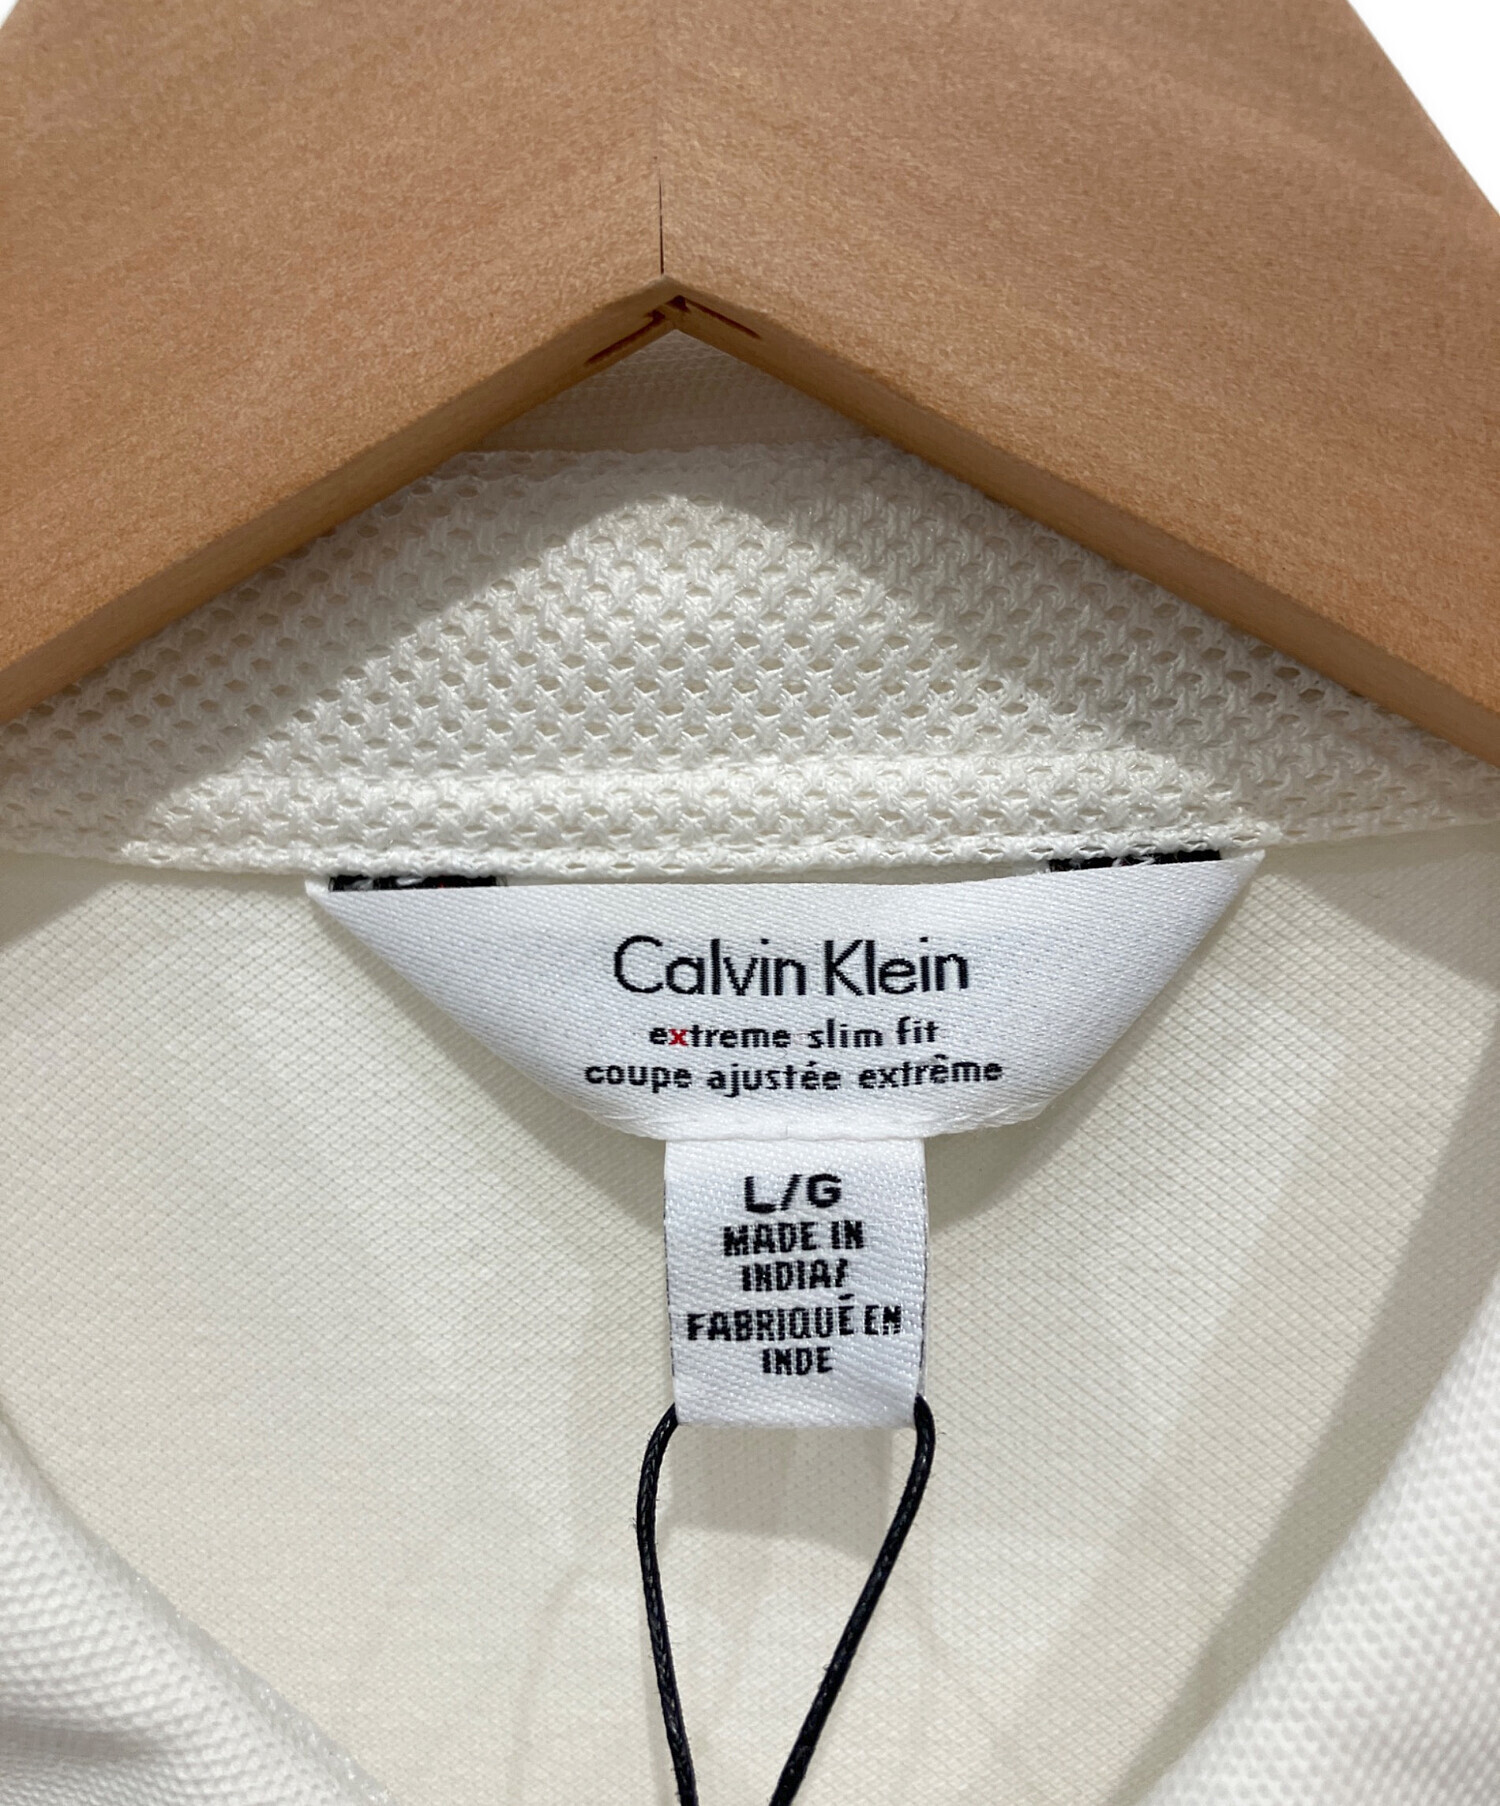 Calvin Klein
extreme slim fit
coupe ajustée extrême
L/G
MADE IN
INDIA/
FABRIQUÉ EN
INDE